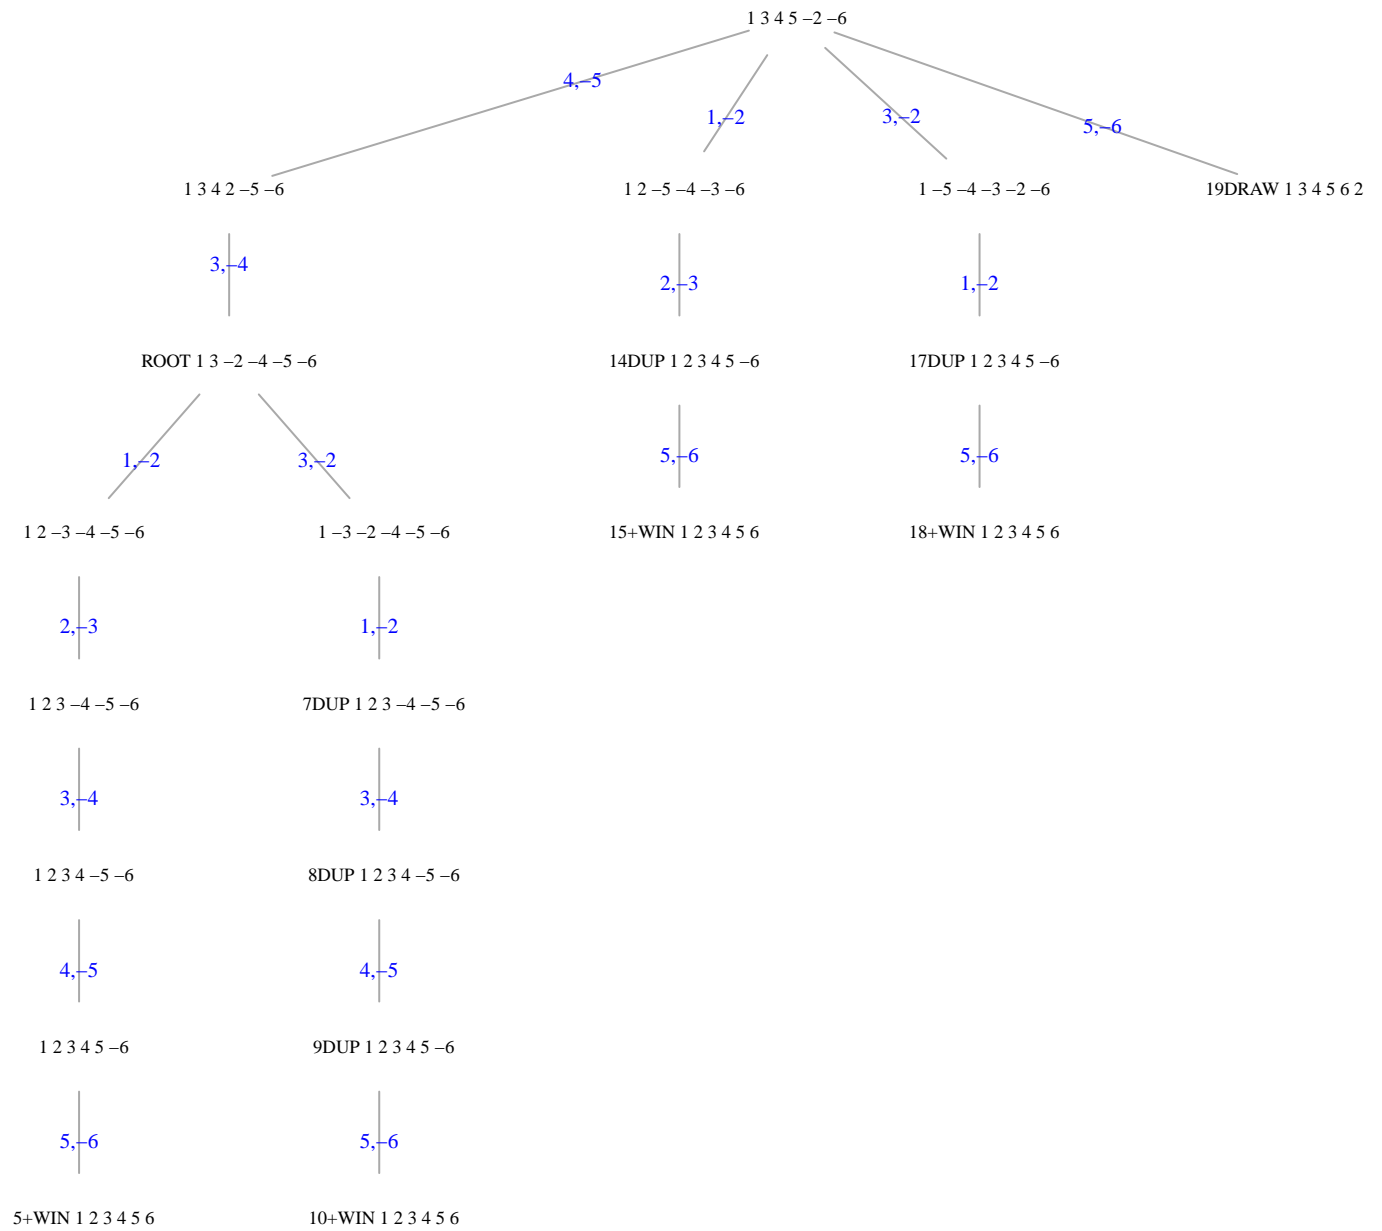 1 3 4 5 –2 –6
4,–5
1,–2
3,–2
5,–6
1 3 4 2 –5 –6
1 2 –5 –4 –3 –6
1 –5 –4 –3 –2 –6
19DRAW 1 3 4 5 6 2
3,–4
2,–3
1,–2
ROOT 1 3 –2 –4 –5 –6
14DUP 1 2 3 4 5 –6
17DUP 1 2 3 4 5 –6
1,–2
3,–2
5,–6
5,–6
1 2 –3 –4 –5 –6
1 –3 –2 –4 –5 –6
15+WIN 1 2 3 4 5 6
18+WIN 1 2 3 4 5 6
2,–3
1,–2
1 2 3 –4 –5 –6
7DUP 1 2 3 –4 –5 –6
3,–4
3,–4
1 2 3 4 –5 –6
8DUP 1 2 3 4 –5 –6
4,–5
4,–5
1 2 3 4 5 –6
9DUP 1 2 3 4 5 –6
5,–6
5,–6
5+WIN 1 2 3 4 5 6
10+WIN 1 2 3 4 5 6